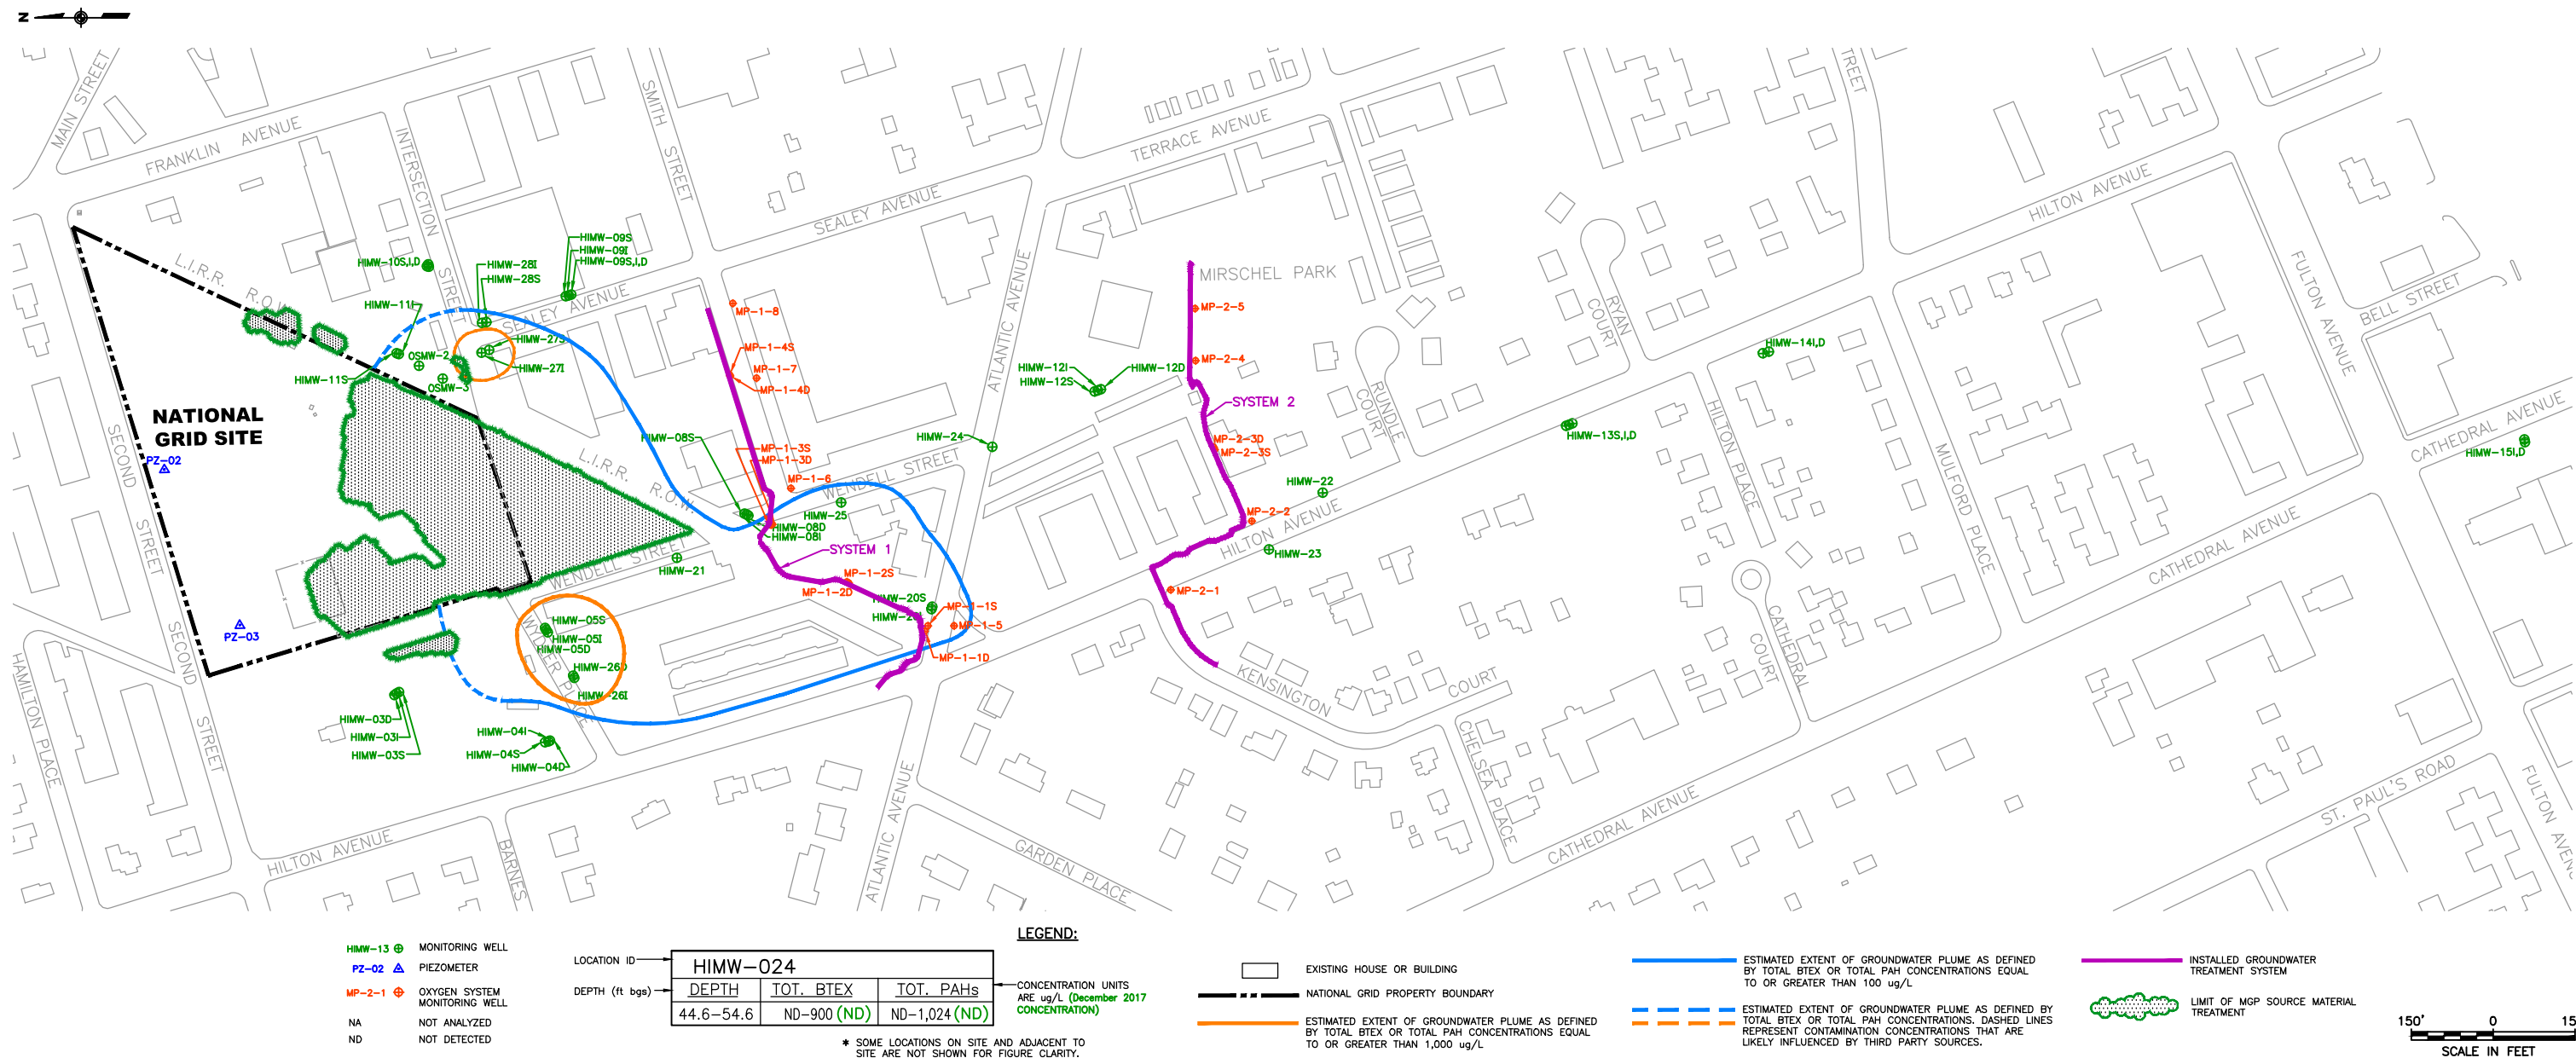 N
MAIN STREET
FRANKLIN AVENUE
INTERSECTION
STREET
SMITH STREET
SEALEY AVENUE
SEALEY AVENUE
TERRACE AVENUE
ATLANTIC AVENUE
MIRSCHEL PARK
STREET
HILTON AVENUE
FULTON AVENUE
BELL STREET
CATHEDRAL AVENUE
RYAN COURT
RUNDLE COURT
HILTON PLACE
MULFORD PLACE
CATHEDRAL AVENUE
L.I.R.R. R.O.W.
L.I.R.R. R.O.W.
NATIONAL
GRID SITE
PZ-02
PZ-03
SECOND STREET
SECOND STREET
HAMILTON PLACE
HIMW-10S,I,D
HIMW-11I
HIMW-11S
OSMW-2
OSMW-3
HIMW-28I
HIMW-28S
HIMW-09S
HIMW-09I
HIMW-09S,I,D
HIMW-27S
HIMW-27I
MP-1-8
MP-1-4S
MP-1-7
MP-1-4D
HIMW-08S
MP-1-3S
MP-1-3D
MP-1-6
WENDELL STREET
HIMW-25
HIMW-08D
HIMW-08I
HIMW-24
SYSTEM 1
HIMW-21
WENDELL STREET
MP-1-2S
MP-1-2D
HIMW-20S
MP-1-1S
MP-1-5
MP-1-1D
HIMW-05S
HIMW-05I
HIMW-05D
HIMW-26D
HIMW-26I
HIMW-03D
HIMW-03I
HIMW-03S
HIMW-04I
HIMW-04S
HIMW-04D
HILTON AVENUE
BARNES
ATLANTIC AVENUE
GARDEN PLACE
HIMW-12I
HIMW-12S
HIMW-12D
MP-2-5
MP-2-4
SYSTEM 2
MP-2-3D
MP-2-3S
HIMW-22
MP-2-2
HILTON AVENUE
HIMW-23
MP-2-1
KENSINGTON COURT
CHELSEA PLACE
CATHEDRAL AVENUE
CATHEDRAL COURT
HIMW-13S,I,D
HIMW-14I,D
HIMW-15I,D
ST. PAUL'S ROAD
LEGEND:
HIMW-13 MONITORING WELL
PZ-02 PIEZOMETER
MP-2-1 OXYGEN SYSTEM
MONITORING WELL
NA NOT ANALYZED
ND NOT DETECTED
LOCATION ID
DEPTH (ft bgs)
HIMW-024
DEPTH TOT. BTEX TOT. PAHs
44.6-54.6 ND-900 (ND) ND-1,024 (ND)
CONCENTRATION UNITS
ARE ug/L (December 2017
CONCENTRATION)
* SOME LOCATIONS ON SITE AND ADJACENT TO
SITE ARE NOT SHOWN FOR FIGURE CLARITY.
EXISTING HOUSE OR BUILDING
NATIONAL GRID PROPERTY BOUNDARY
ESTIMATED EXTENT OF GROUNDWATER PLUME AS DEFINED
BY TOTAL BTEX OR TOTAL PAH CONCENTRATIONS EQUAL
TO OR GREATER THAN 1,000 ug/L
ESTIMATED EXTENT OF GROUNDWATER PLUME AS DEFINED
BY TOTAL BTEX OR TOTAL PAH CONCENTRATIONS EQUAL
TO OR GREATER THAN 100 ug/L
ESTIMATED EXTENT OF GROUNDWATER PLUME AS DEFINED BY
TOTAL BTEX OR TOTAL PAH CONCENTRATIONS. DASHED LINES
REPRESENT CONTAMINATION CONCENTRATIONS THAT ARE
LIKELY INFLUENCED BY THIRD PARTY SOURCES.
INSTALLED GROUNDWATER
TREATMENT SYSTEM
LIMIT OF MGP SOURCE MATERIAL
TREATMENT
150' 0
SCALE IN FEET